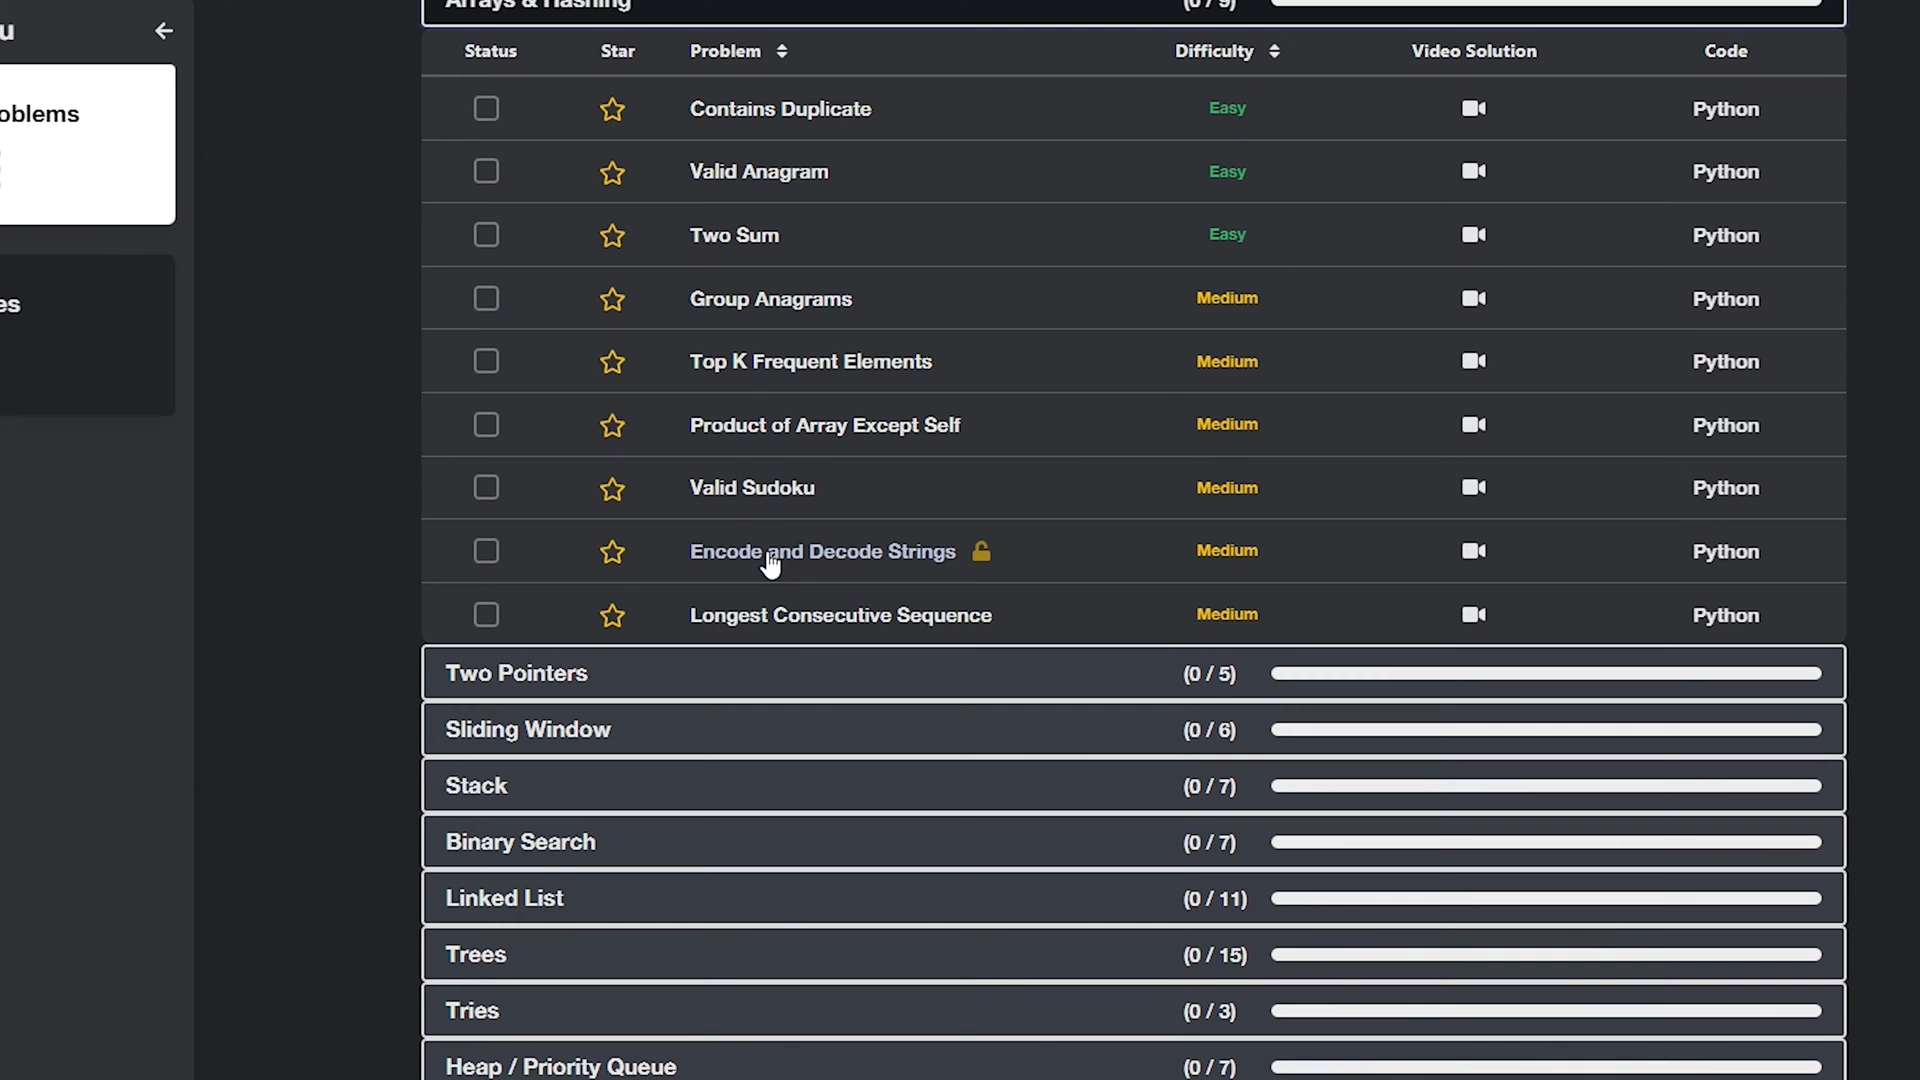 u
Arrays & Hashing (0 / 9)
Status Star Problem Difficulty Video Solution Code
oblems
Contains Duplicate Easy Python
Valid Anagram Easy Python
Two Sum Easy Python
es
Group Anagrams Medium Python
Top K Frequent Elements Medium Python
Product of Array Except Self Medium Python
Valid Sudoku Medium Python
Encode and Decode Strings Medium Python
Longest Consecutive Sequence Medium Python
Two Pointers (0 / 5)
Sliding Window (0 / 6)
Stack (0 / 7)
Binary Search (0 / 7)
Linked List (0 / 11)
Trees (0 / 15)
Tries (0 / 3)
Heap / Priority Queue (0 / 7)